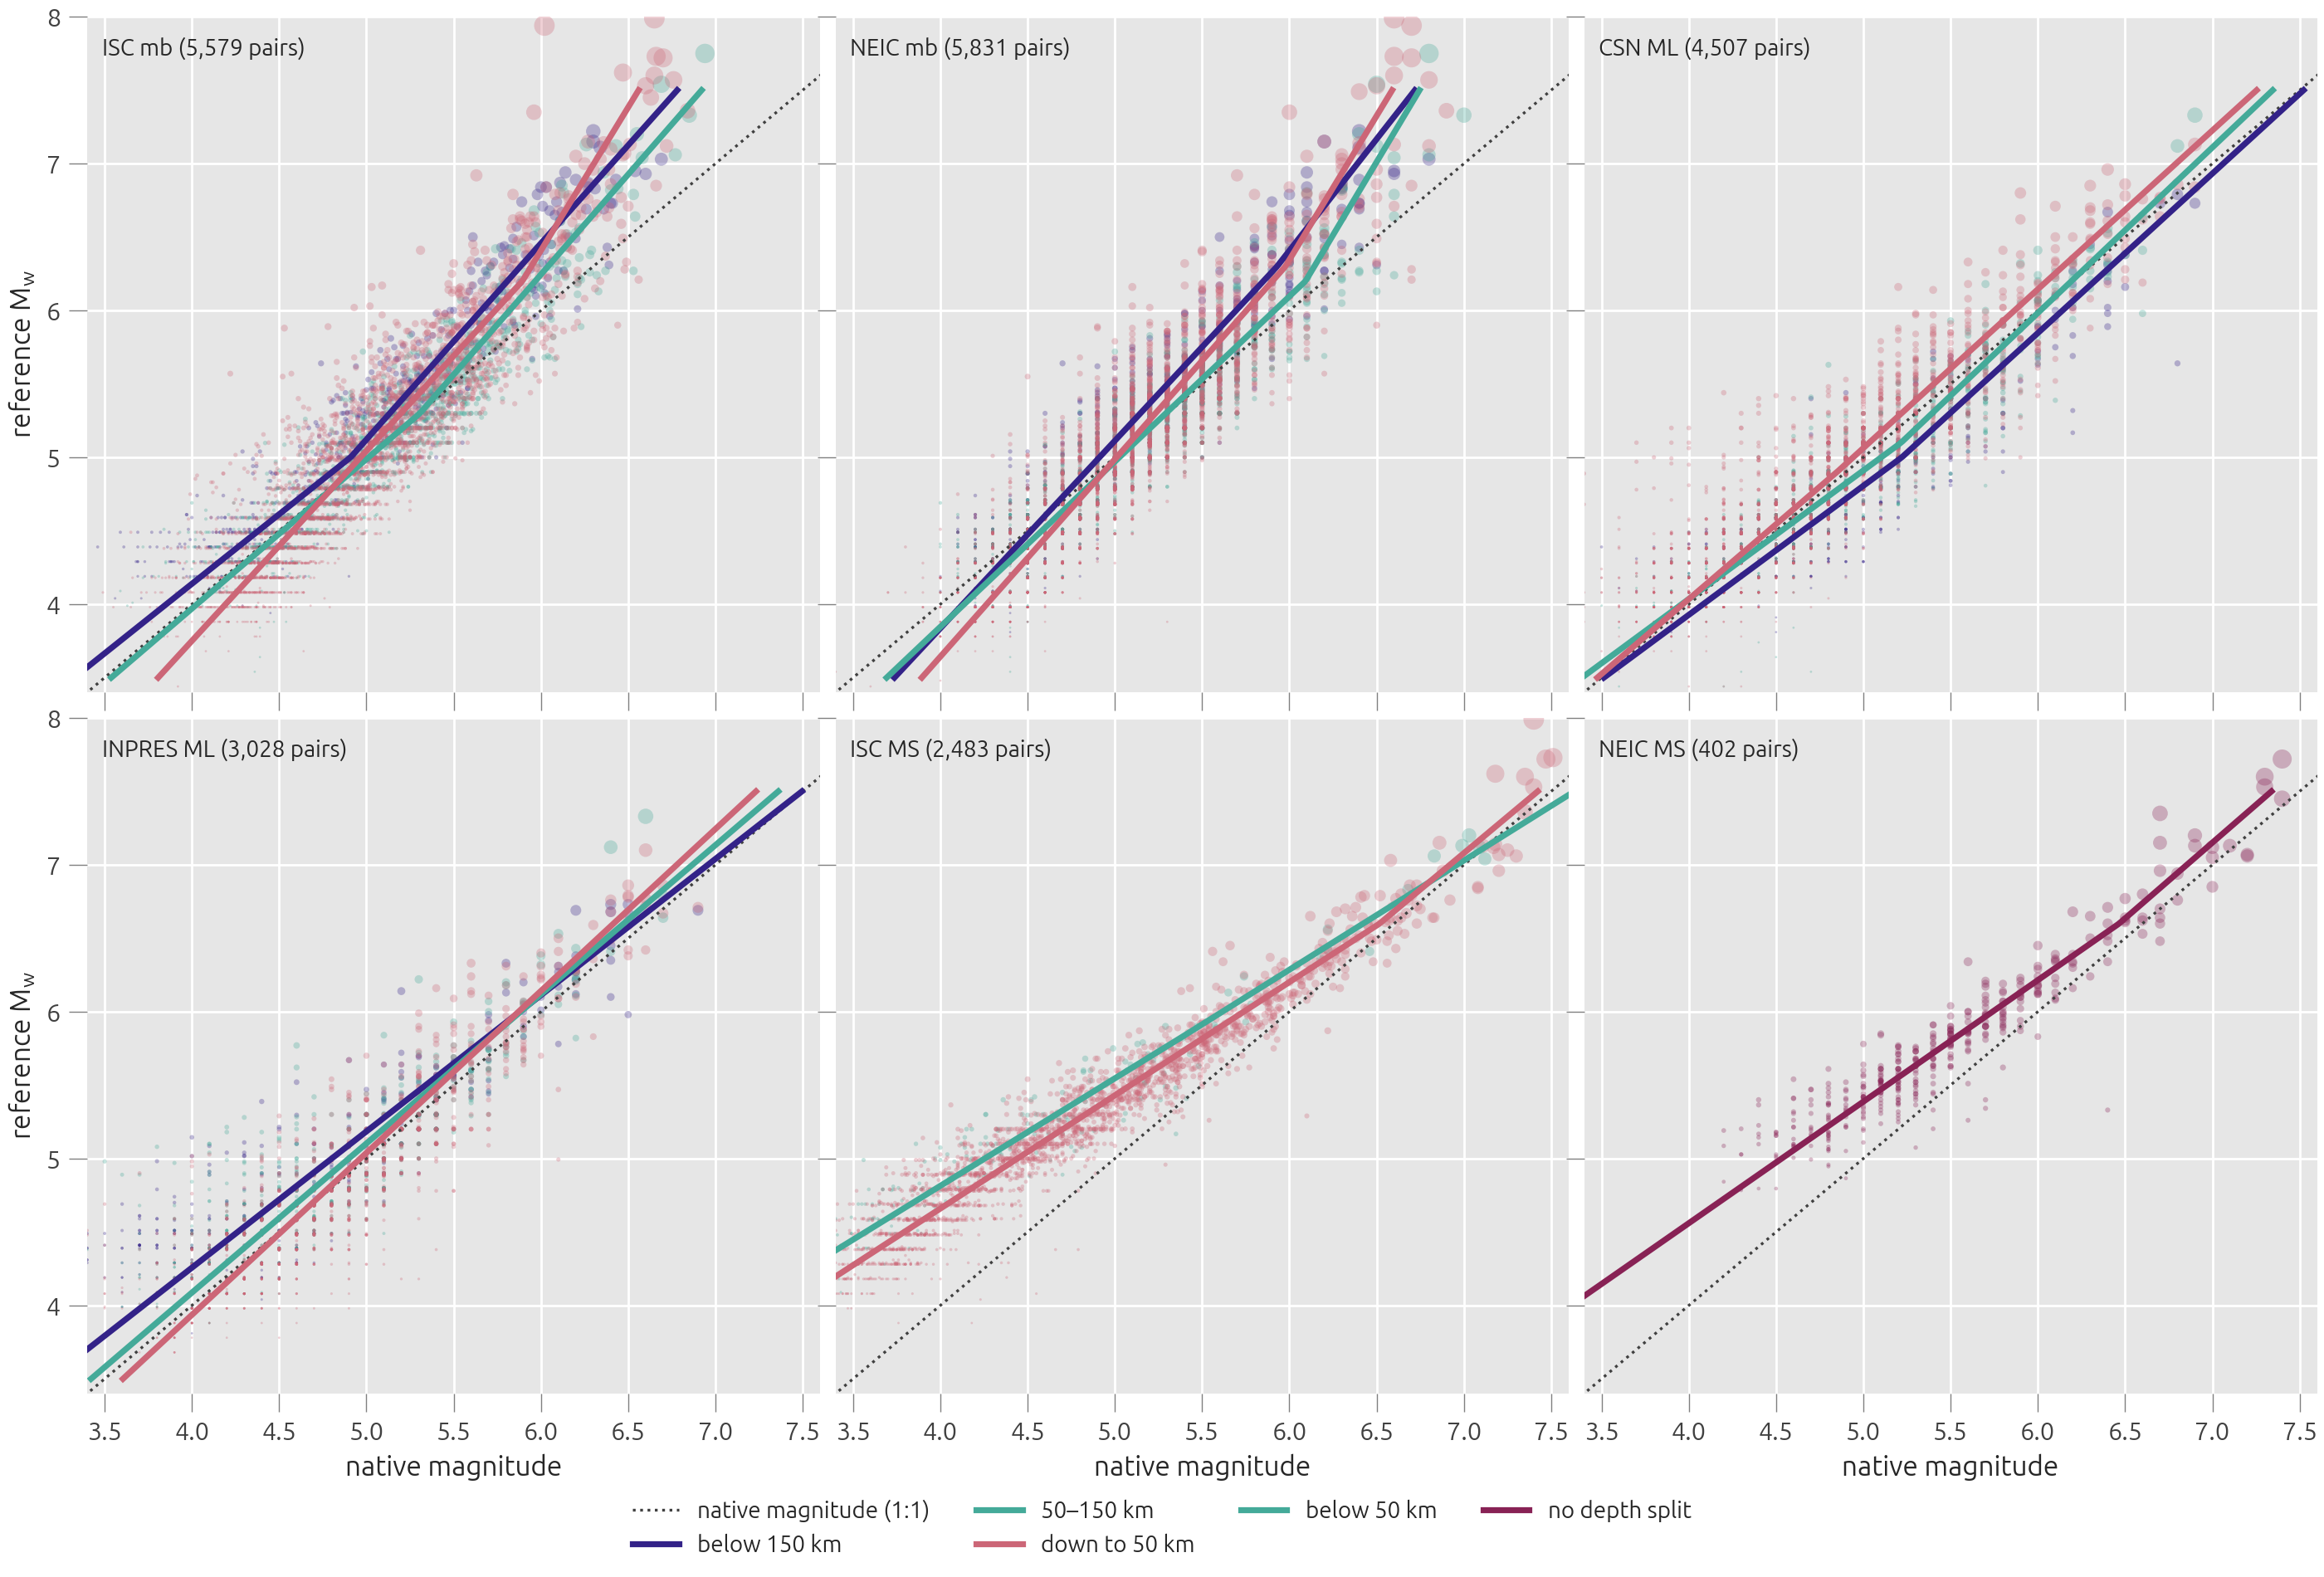 ISC mb (5,579 pairs)
NEIC mb (5,831 pairs)
CSN ML (4,507 pairs)
8
7
6
5
4
reference Mw
INPRES ML (3,028 pairs)
ISC MS (2,483 pairs)
NEIC MS (402 pairs)
8
7
6
5
4
reference Mw
3.5 4.0 4.5 5.0 5.5 6.0 6.5 7.0 7.5
3.5 4.0 4.5 5.0 5.5 6.0 6.5 7.0 7.5
3.5 4.0 4.5 5.0 5.5 6.0 6.5 7.0 7.5
native magnitude
native magnitude
native magnitude
native magnitude (1:1)
50–150 km
below 50 km
no depth split
below 150 km
down to 50 km